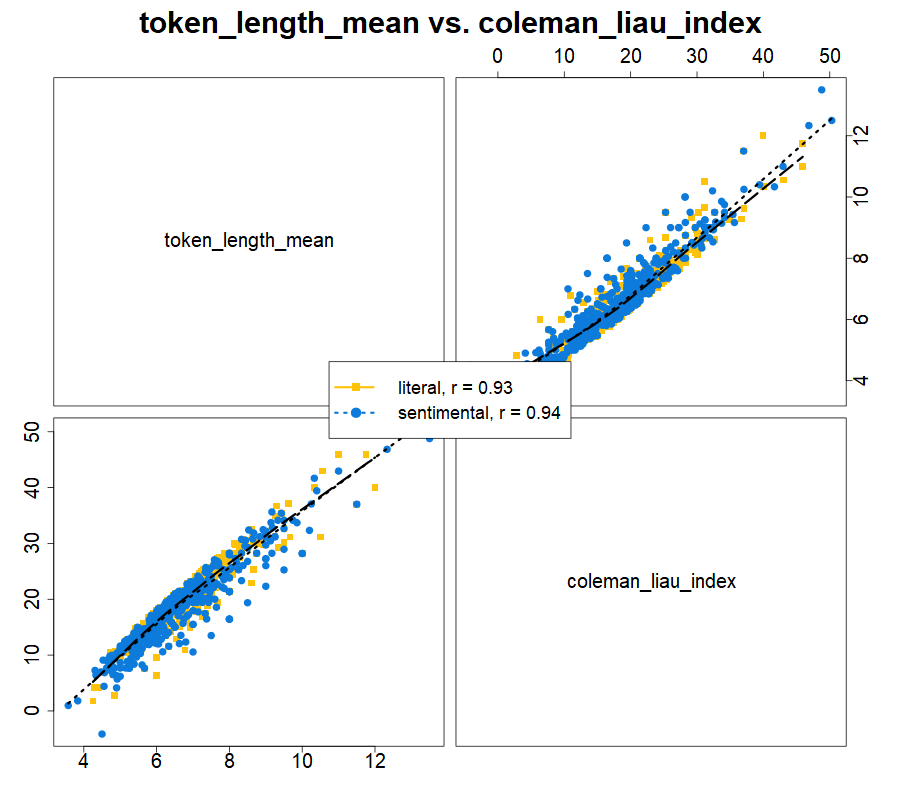 token_length_mean vs. coleman_liau_index
0 10 20 30 40 50
token_length_mean
4 6 8 10 12
literal, r = 0.93
sentimental, r = 0.94
0 10 20 30 40 50
coleman_liau_index
4 6 8 10 12